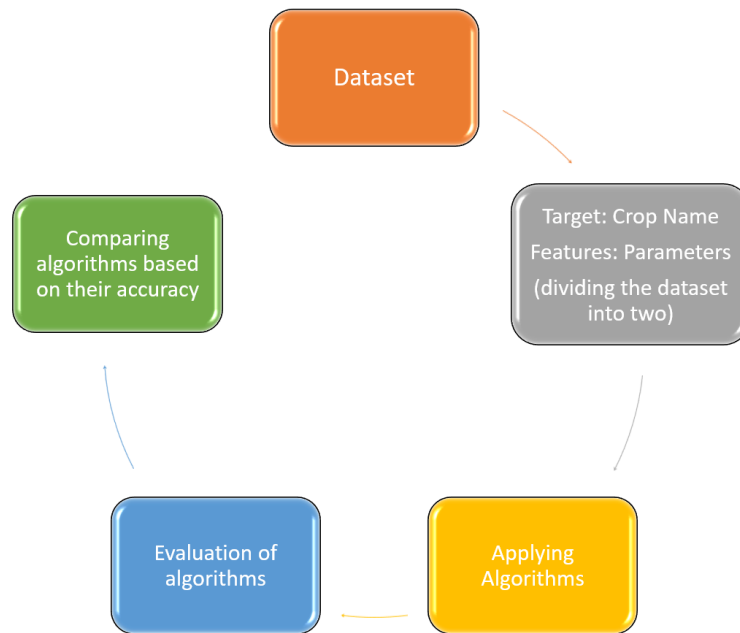 Dataset
Target: Crop Name
Features: Parameters
(dividing the dataset
into two)
Applying
Algorithms
Evaluation of
algorithms
Comparing
algorithms based
on their accuracy